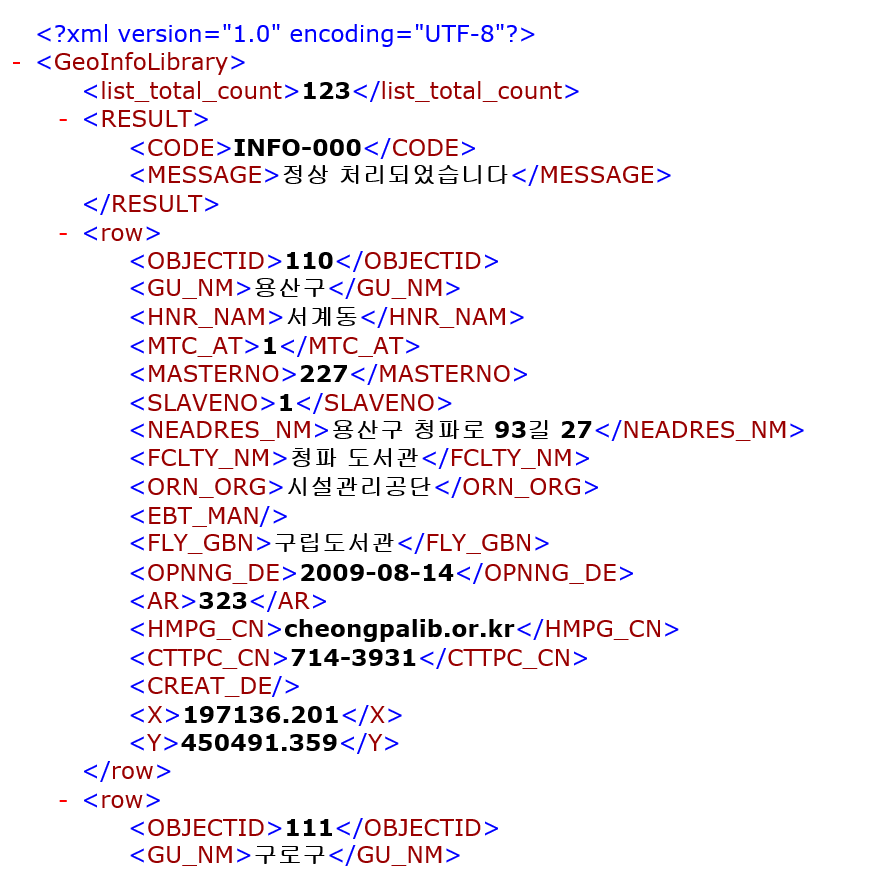 <?xml version="1.0" encoding="UTF-8"?>
- <GeoInfoLibrary>
<list_total_count>123</list_total_count>
- <RESULT>
<CODE>INFO-000</CODE>
<MESSAGE>정상 처리되었습니다</MESSAGE>
</RESULT>
- <row>
<OBJECTID>110</OBJECTID>
<GU_NM>용산구</GU_NM>
<HNR_NAM>서계동</HNR_NAM>
<MTC_AT>1</MTC_AT>
<MASTERNO>227</MASTERNO>
<SLAVENO>1</SLAVENO>
<NEADRES_NM>용산구 청파로 93길 27</NEADRES_NM>
<FCLTY_NM>청파 도서관</FCLTY_NM>
<ORN_ORG>시설관리공단</ORN_ORG>
<EBT_MAN/>
<FLY_GBN>구립도서관</FLY_GBN>
<OPNNG_DE>2009-08-14</OPNNG_DE>
<AR>323</AR>
<HMPG_CN>cheongpalib.or.kr</HMPG_CN>
<CTTPC_CN>714-3931</CTTPC_CN>
<CREAT_DE/>
<X>197136.201</X>
<Y>450491.359</Y>
</row>
- <row>
<OBJECTID>111</OBJECTID>
<GU_NM>구로구</GU_NM>